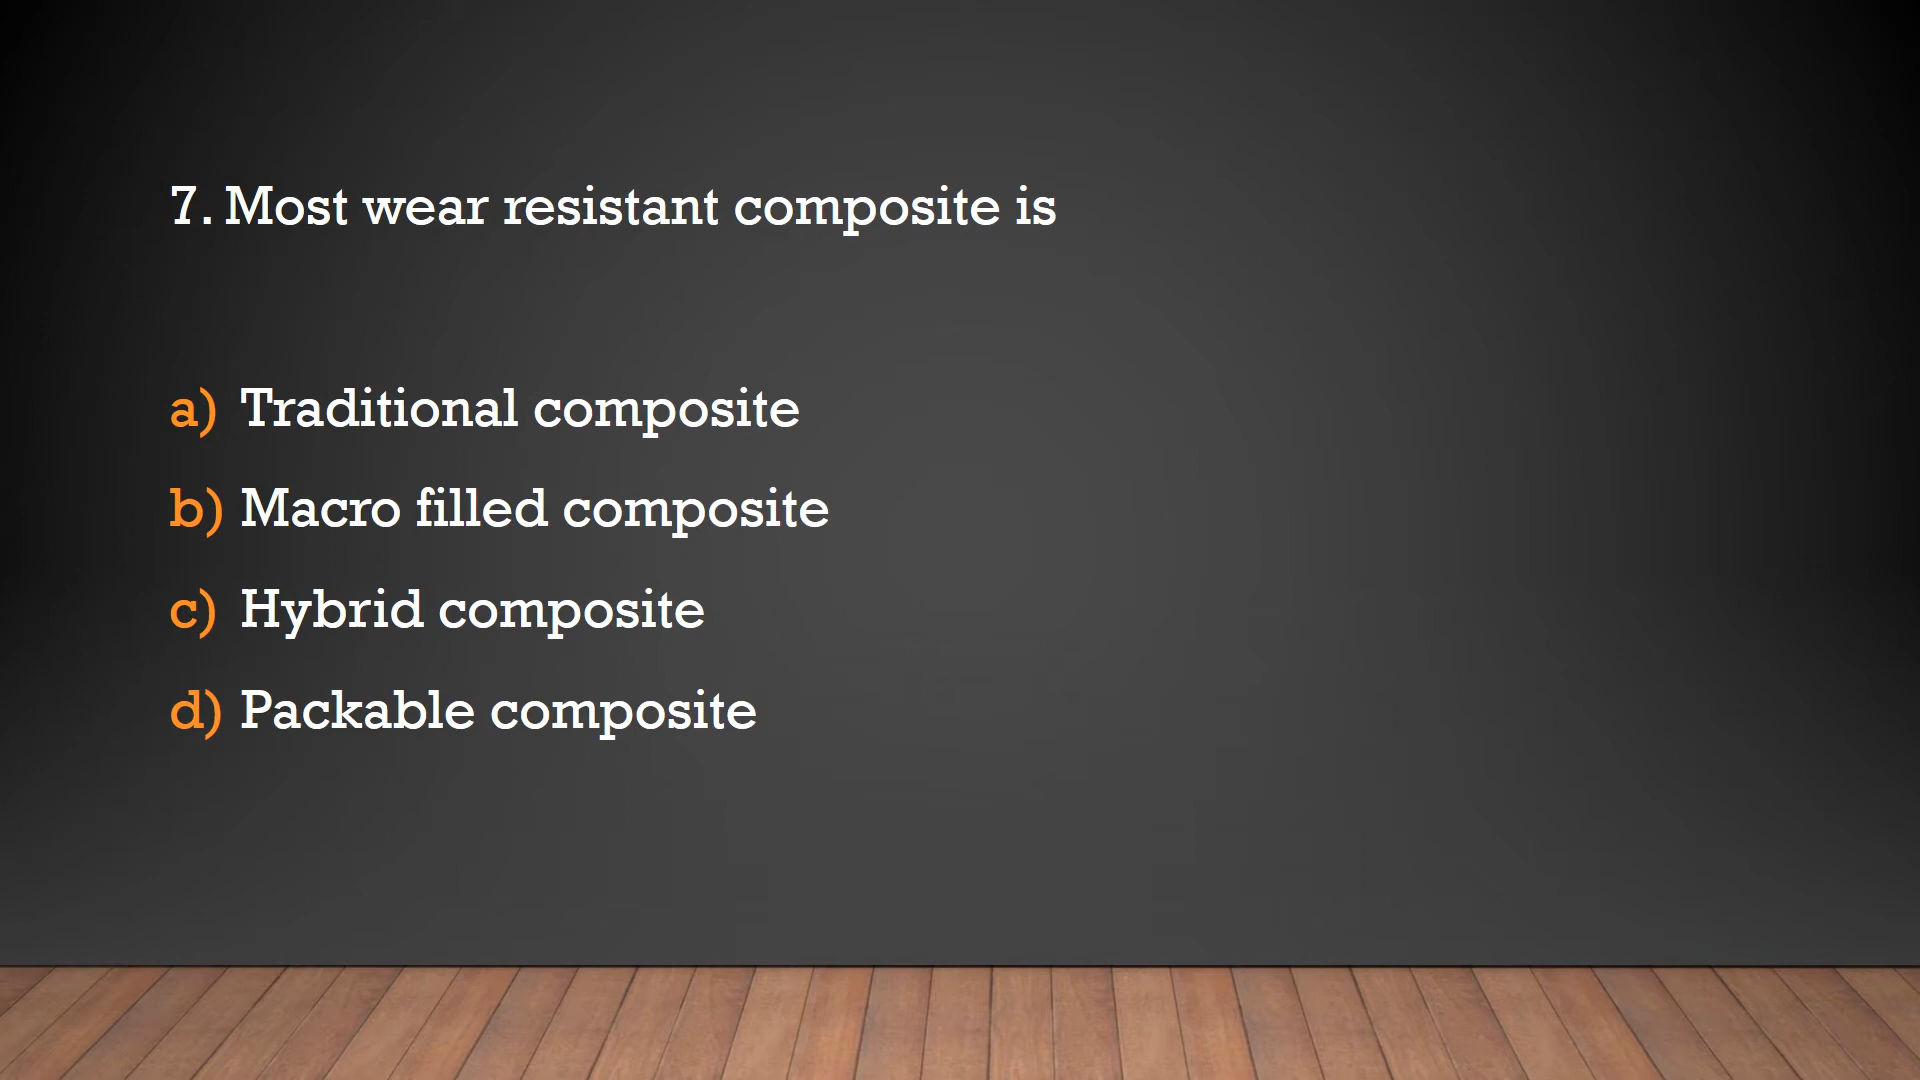 7. Most wear resistant composite is
a) Traditional composite
b) Macro filled composite
c) Hybrid composite
d) Packable composite